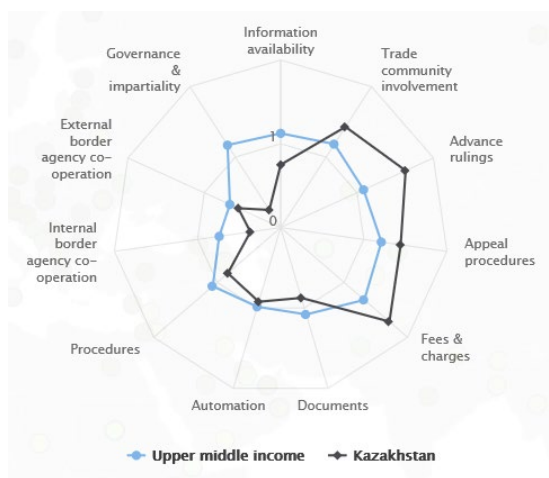 Information
availability
Trade
community
involvement
Advance
rulings
Appeal
procedures
Fees &
charges
Documents
Automation
Procedures
Internal
border
agency co-
operation
External
border
agency co-
operation
Governance
&
impartiality
1
0
Upper middle income
Kazakhstan